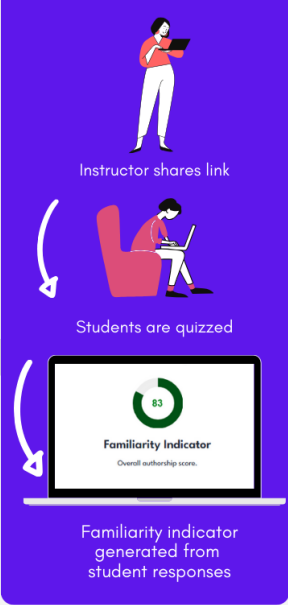 Instructor shares link
Students are quizzed
83
Familiarity Indicator
Overall authorship score.
Familiarity indicator
generated from
student responses